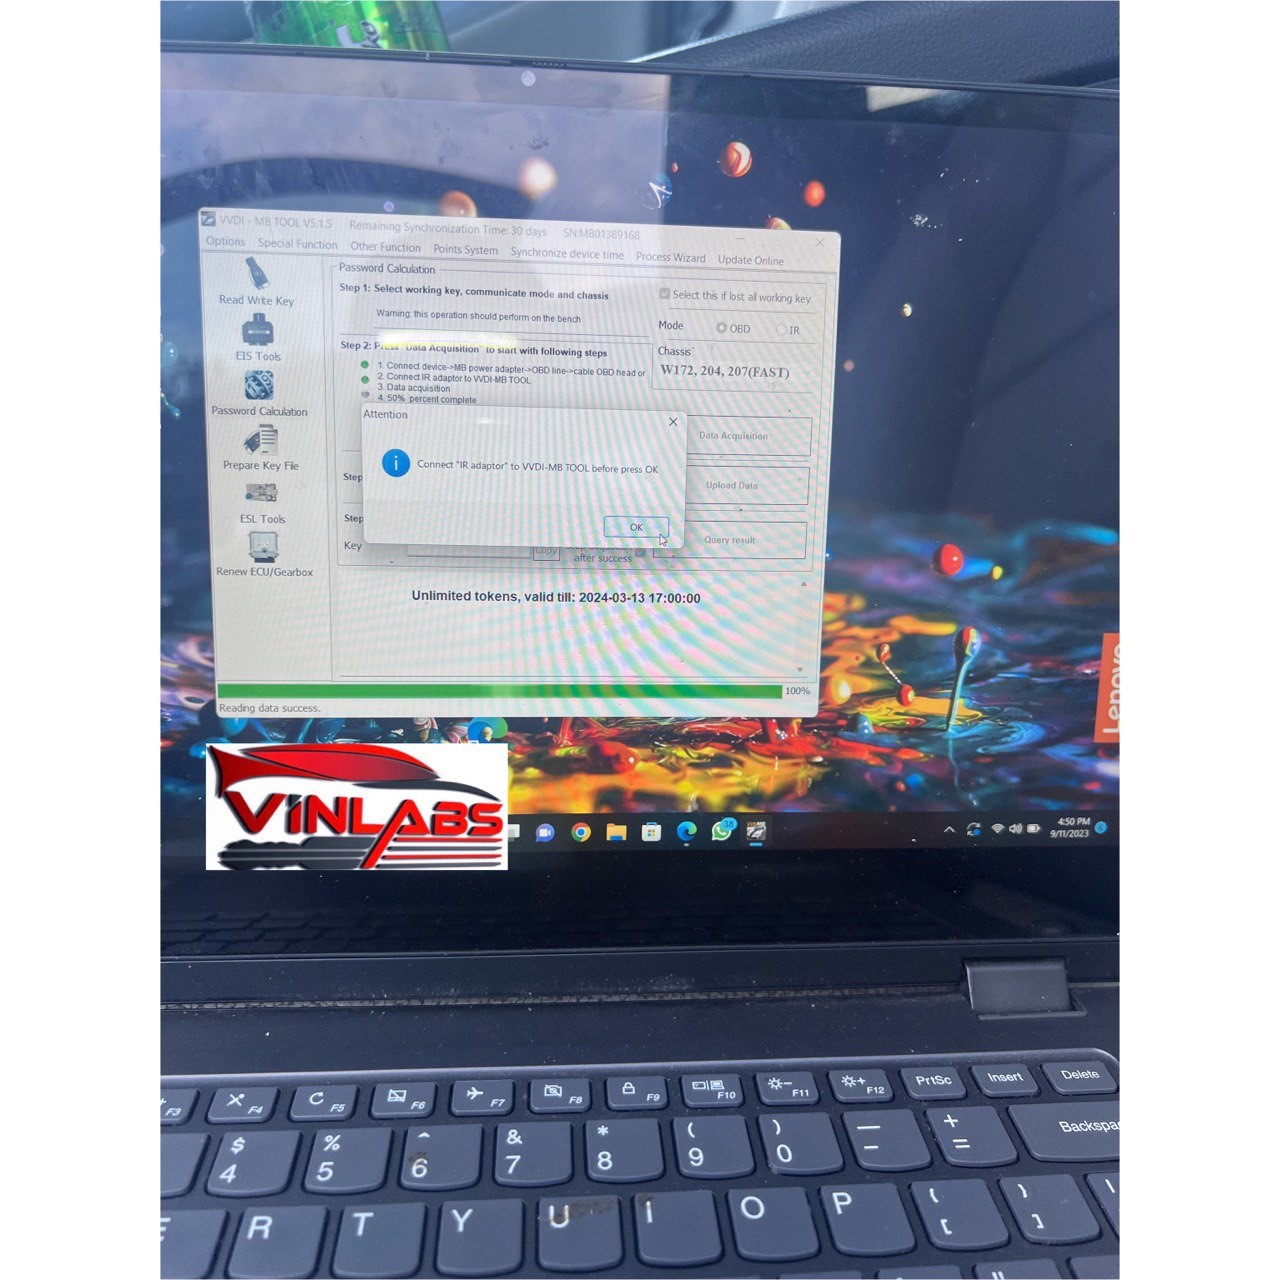 VVDI - MB TOOL V5.1.5 Remaining Synchronization Time: 30 days SN:MB01389168
Options Special Function Other Function Points System Synchronize device time Process Wizard Update Online
Read Write Key
EIS Tools
Password Calculation
Prepare Key File
ESL Tools
Renew ECU/Gearbox
Password Calculation
Step 1: Select working key, communicate mode and chassis
Warning: this operation should perform on the bench
Select this if lost all working key
Mode OBD IR
Chassis
W172, 204, 207(FAST)
Step 2: Press "Data Acquisition" to start with following steps
1. Connect device->MB power adapter->OBD line->cable OBD head or
2. Connect IR adaptor to VVDI-MB TOOL
3. Data acquisition
4. 50% percent complete
Attention
Connect "IR adaptor" to VVDI-MB TOOL before press OK
OK
Data Acquisition
Step
Upload Data
Step
Key
Copy
after success
Query result
Unlimited tokens, valid till: 2024-03-13 17:00:00
100%
Reading data success.
Lenovo
VINLABS
38
4:50 PM
9/11/2023
F3 F4 F5 F6 F7 F8 F9 F10 F11 F12 PrtSc Insert Delete
$ % ^ & * ( ) — +
4 5 6 7 8 9 0 - = Backspa
E R T Y U I O P { [ } ]